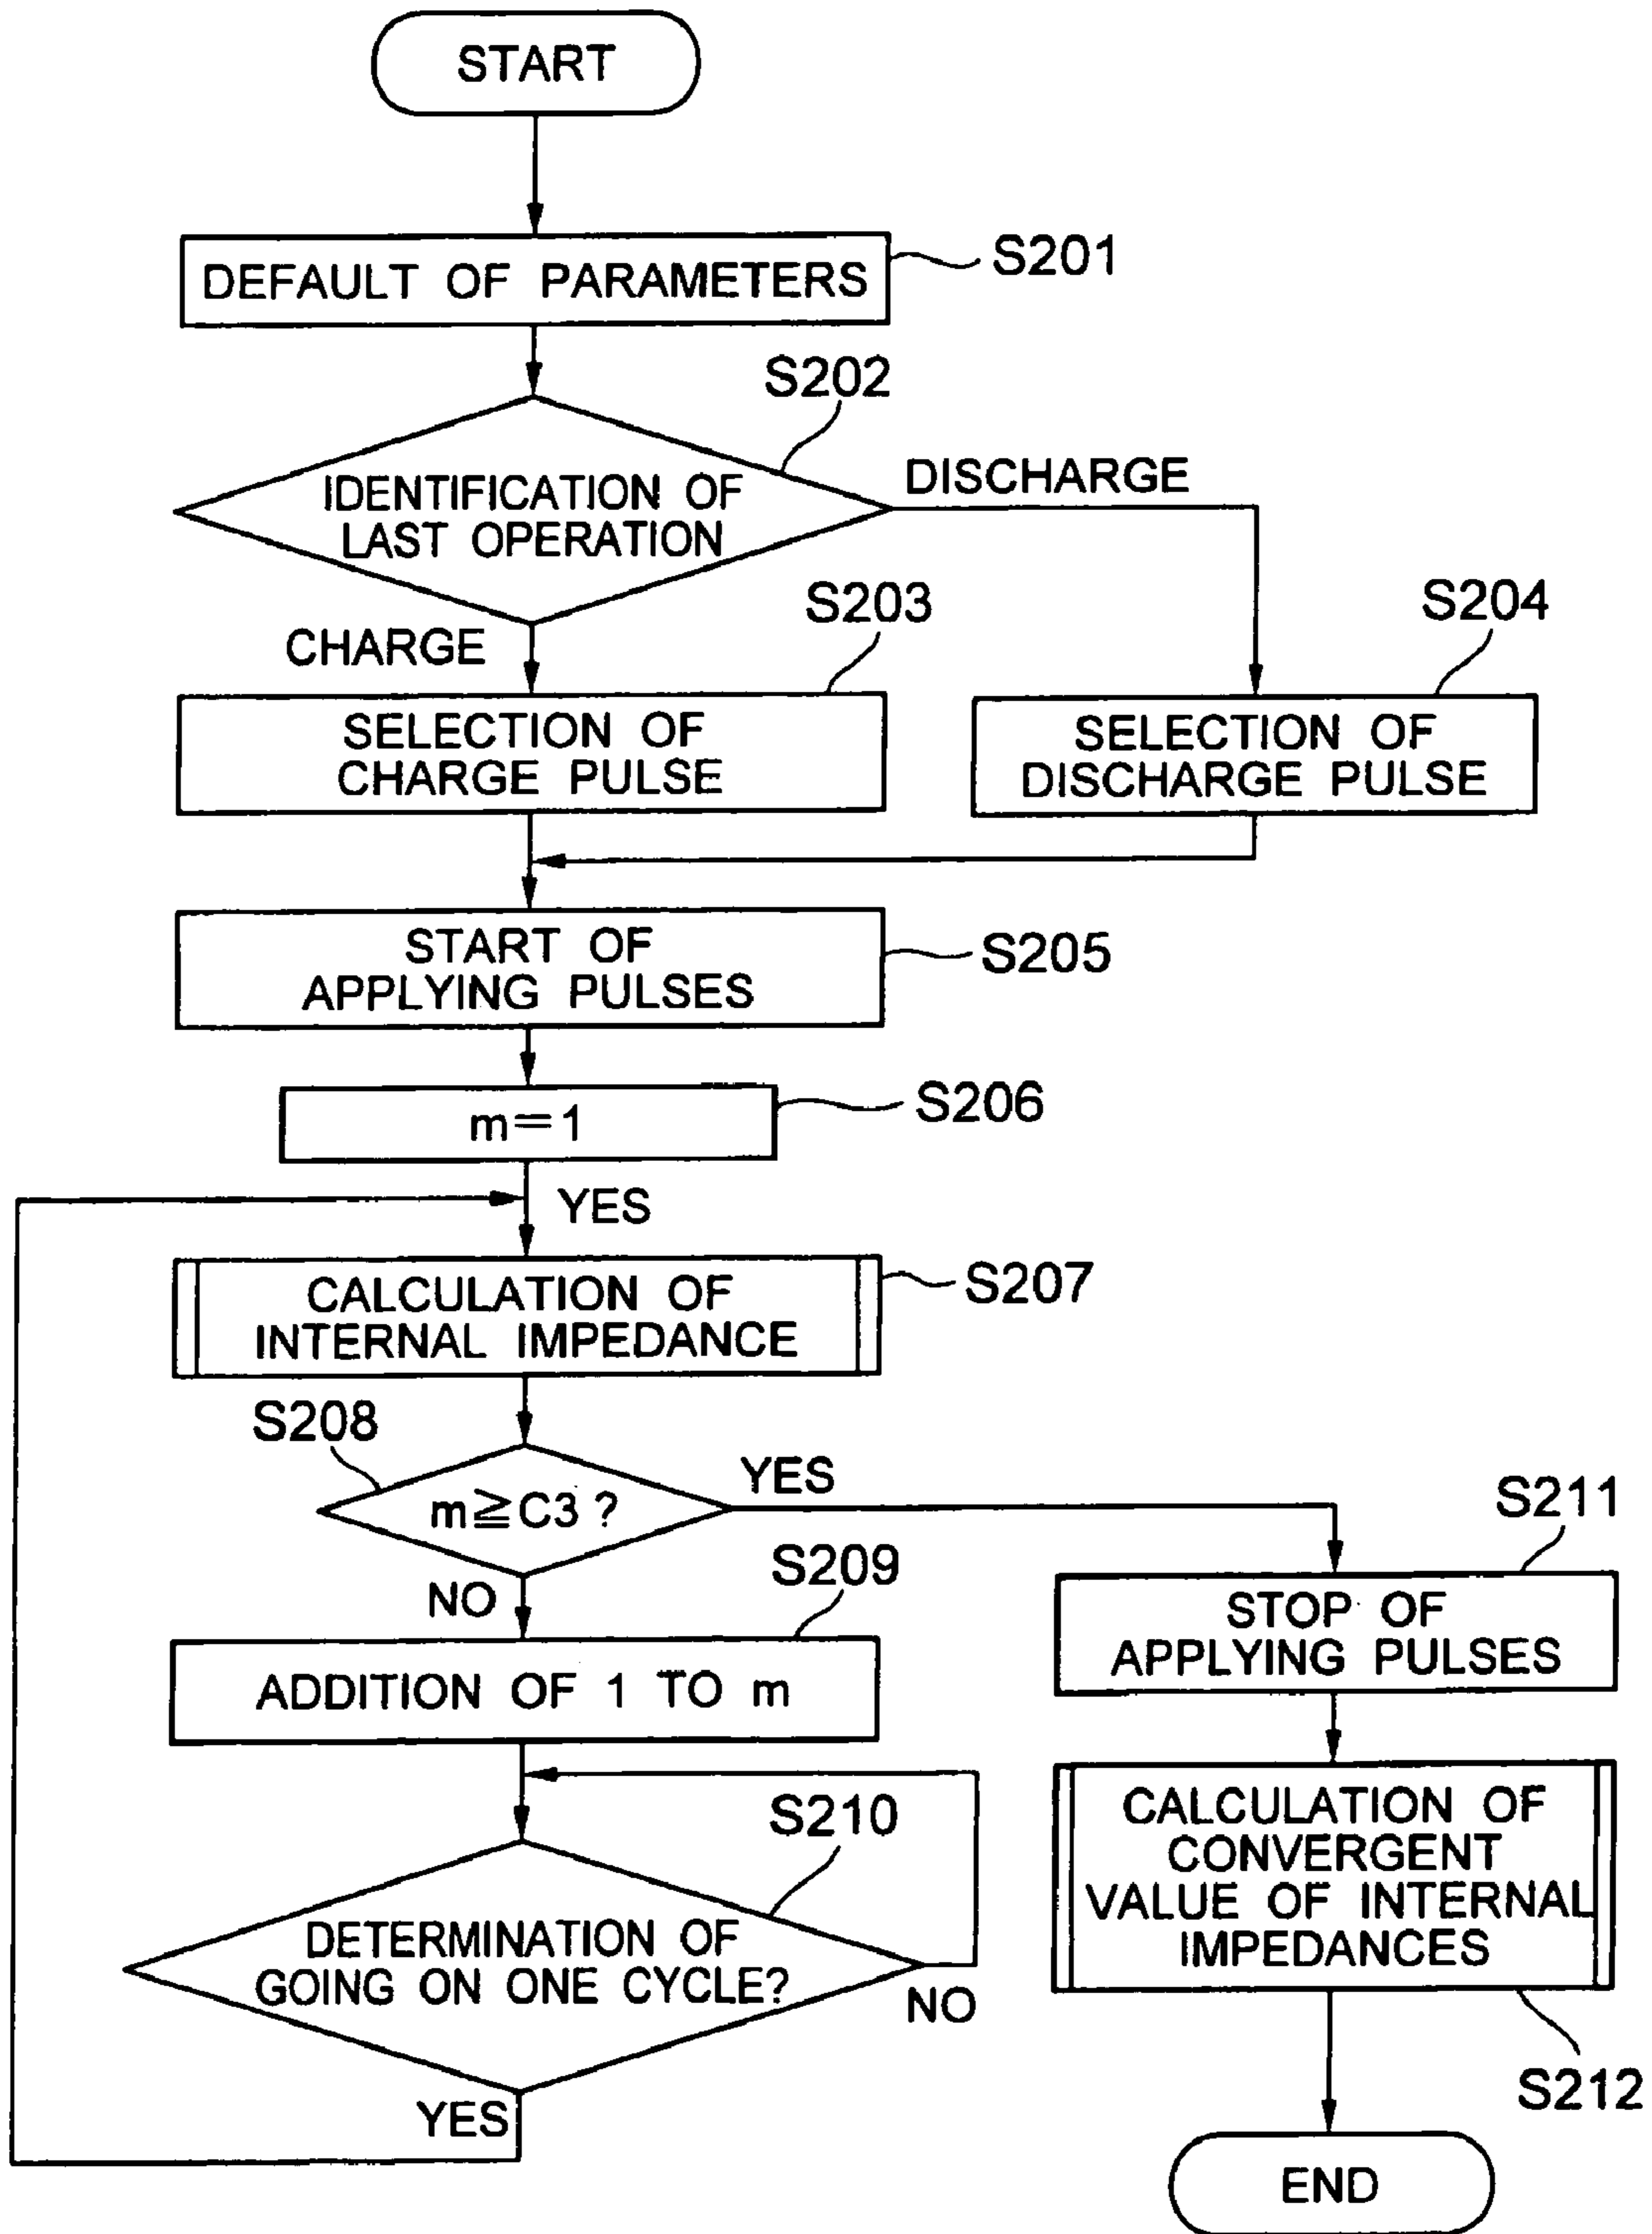 START
DEFAULT OF PARAMETERS
S201
S202
IDENTIFICATION OF
LAST OPERATION
DISCHARGE
CHARGE
S203
SELECTION OF
CHARGE PULSE
S204
SELECTION OF
DISCHARGE PULSE
START OF
APPLYING PULSES
S205
m=1
S206
YES
CALCULATION OF
INTERNAL IMPEDANCE
S207
S208
m≧C3 ?
YES
NO
S209
ADDITION OF 1 TO m
S210
DETERMINATION OF
GOING ON ONE CYCLE?
NO
YES
S211
STOP OF
APPLYING PULSES
CALCULATION OF
CONVERGENT
VALUE OF INTERNAL
IMPEDANCES
S212
END